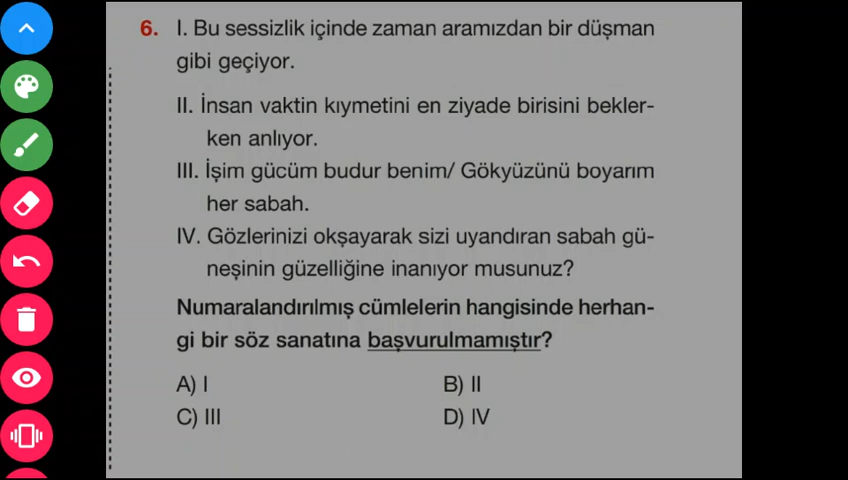 6. I. Bu sessizlik içinde zaman aramızdan bir düşman
gibi geçiyor.
II. İnsan vaktin kıymetini en ziyade birisini bekler-
ken anlıyor.
III. İşim gücüm budur benim/ Gökyüzünü boyarım
her sabah.
IV. Gözlerinizi okşayarak sizi uyandıran sabah gü-
neşinin güzelliğine inanıyor musunuz?
Numaralandırılmış cümlelerin hangisinde herhan-
gi bir söz sanatına başvurulmamıştır?
A) I B) II
C) III D) IV